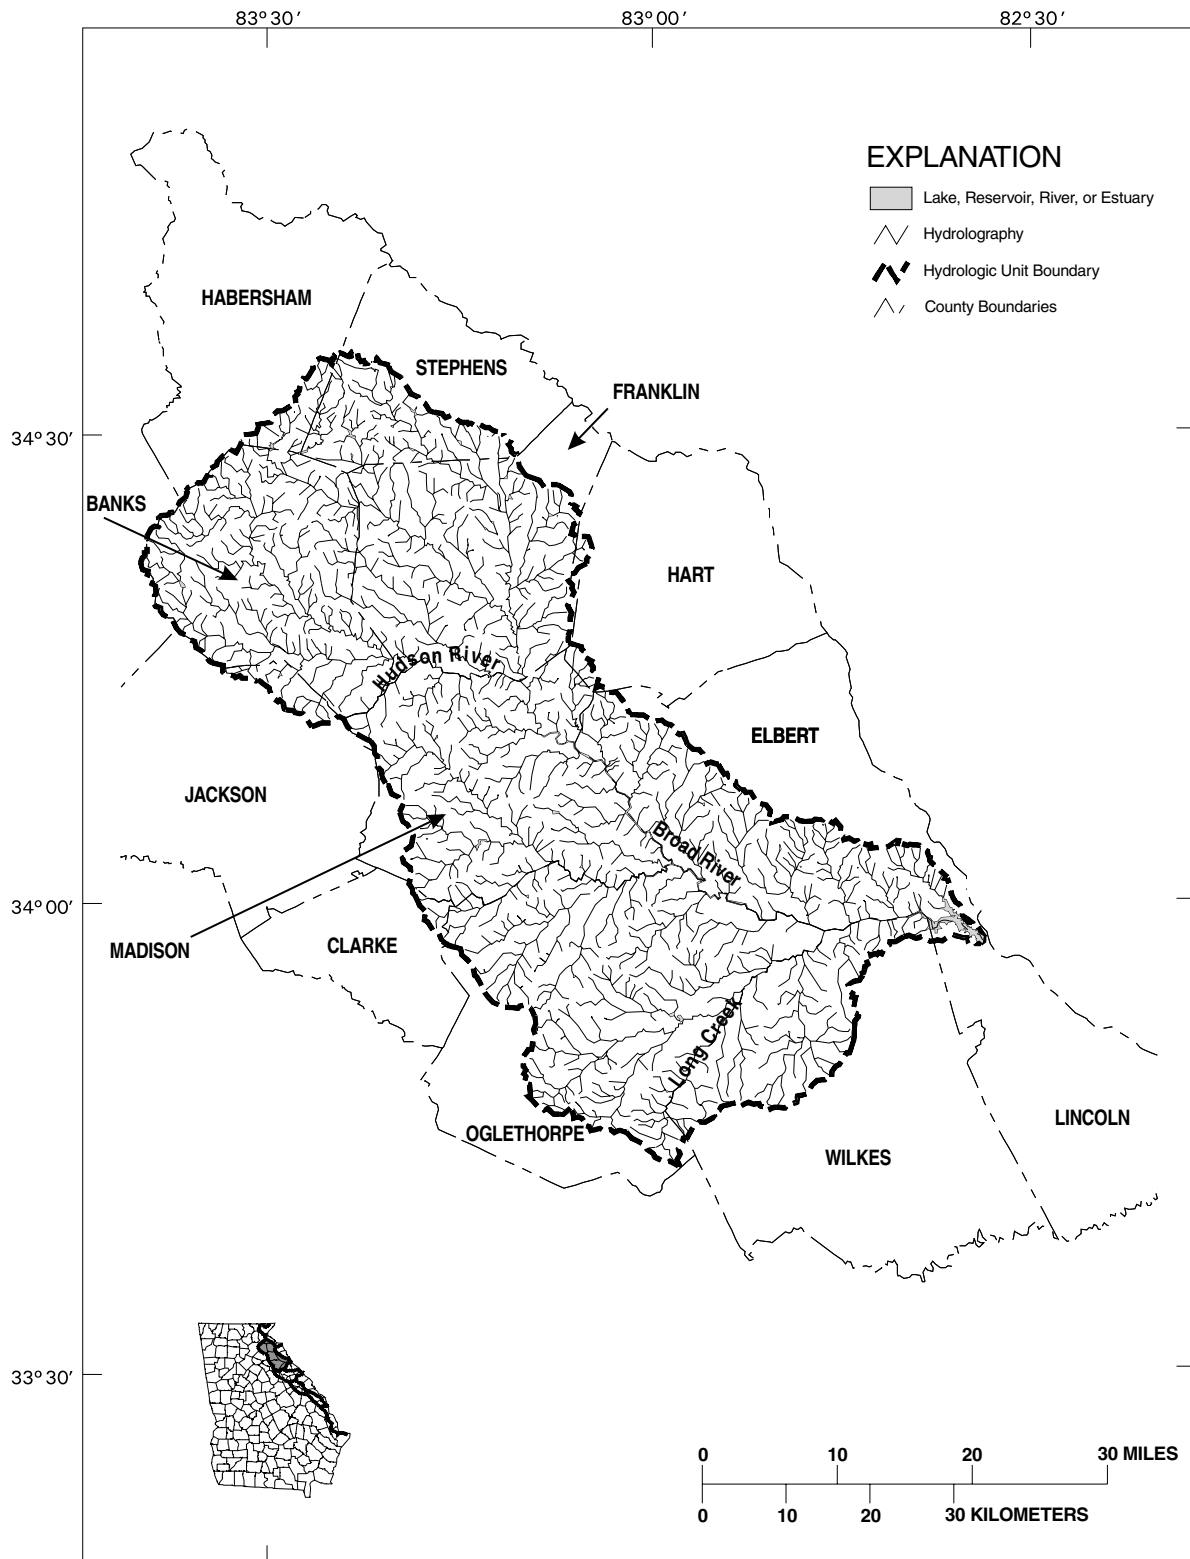 83° 30′ 83° 00′ 82° 30′
EXPLANATION
Lake, Reservoir, River, or Estuary
Hydrolography
Hydrologic Unit Boundary
County Boundaries
HABERSHAM
STEPHENS
FRANKLIN
34° 30′
BANKS
HART
Hudson River
ELBERT
JACKSON
Broad River
34° 00′
CLARKE
MADISON
Long Creek
LINCOLN
OGLETHORPE
WILKES
33° 30′
0 10 20 30 MILES
0 10 20 30 KILOMETERS